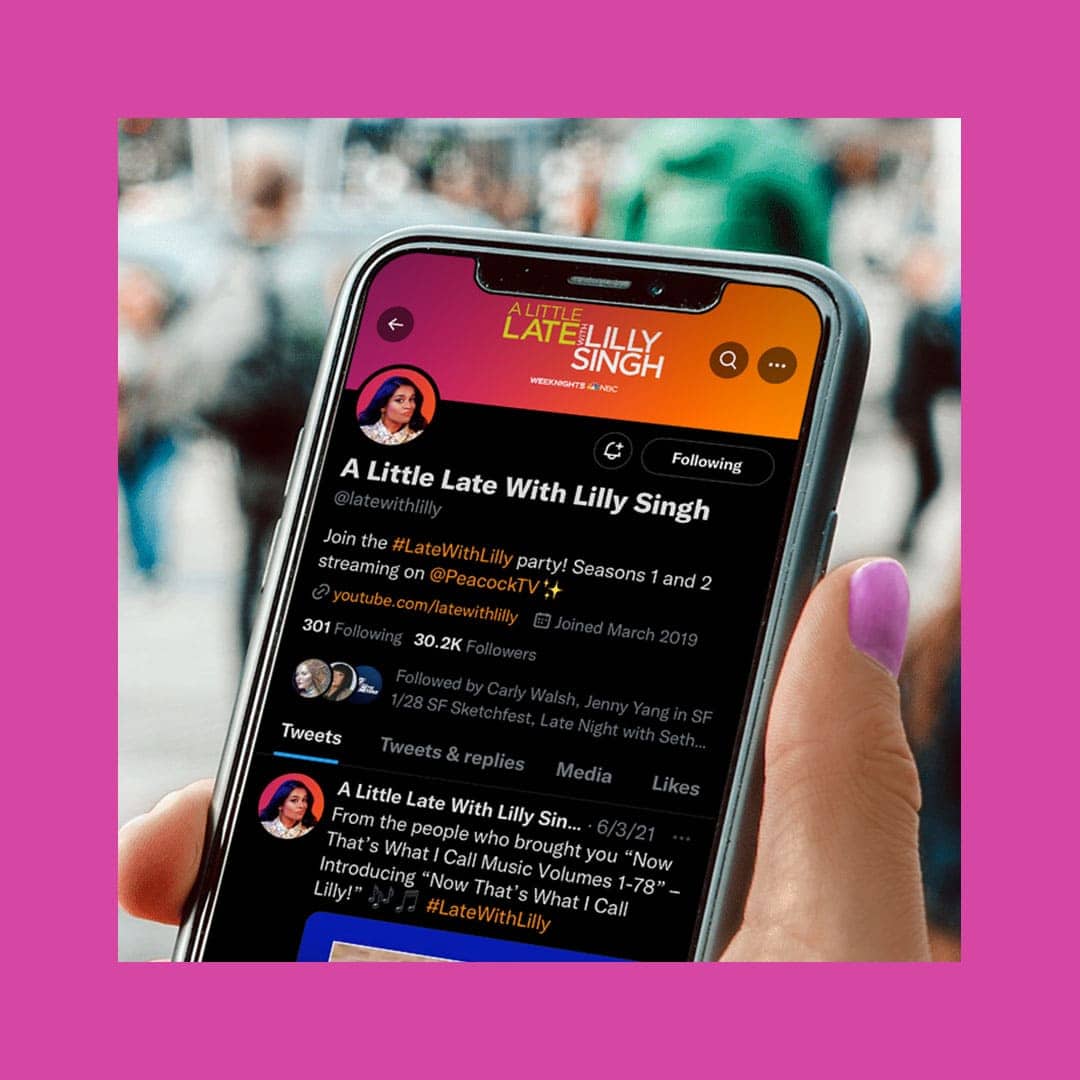 A LITTLE
LATE WITH LILLY
SINGH
WEEKNIGHTS NBC
Following
A Little Late With Lilly Singh
@latewithlilly
Join the #LateWithLilly party! Seasons 1 and 2
streaming on @PeacockTV✨
youtube.com/latewithlilly Joined March 2019
301 Following 30.2K Followers
Followed by Carly Walsh, Jenny Yang in SF
1/28 SF Sketchfest, Late Night with Seth...
Tweets Tweets & replies Media Likes
A Little Late With Lilly Sin... · 6/3/21 ...
From the people who brought you “Now
That’s What I Call Music Volumes 1-78” –
Introducing “Now That’s What I Call
Lilly!” 🎶🎵 #LateWithLilly